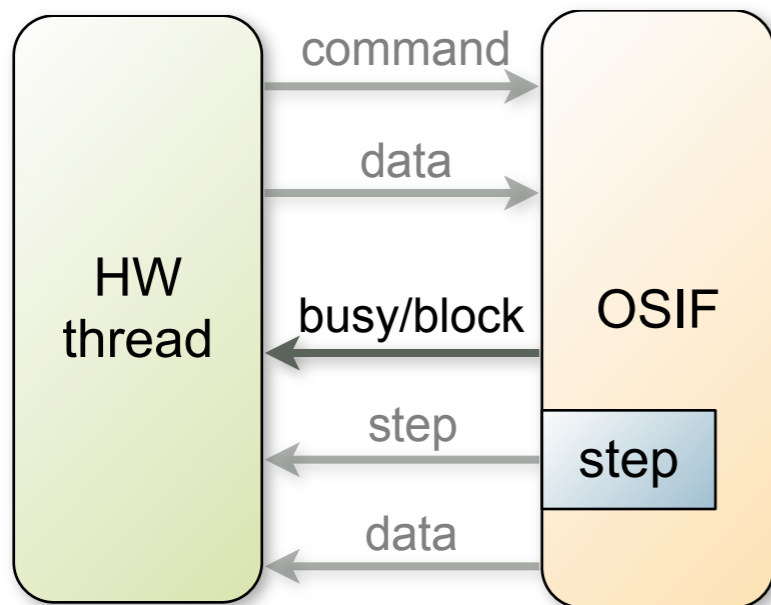 command
data
HW
thread
busy/block
OSIF
step
step
data